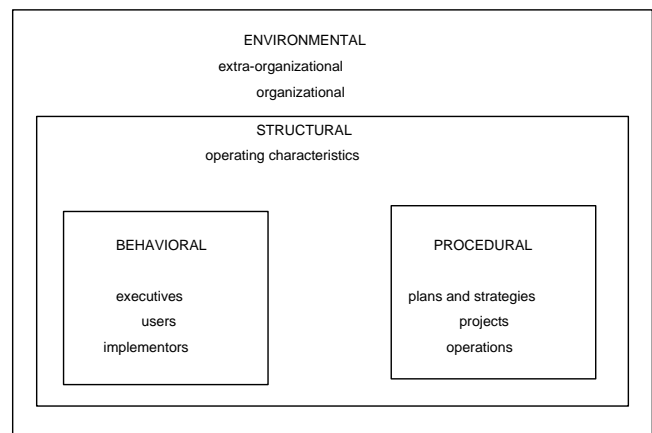 ENVIRONMENTAL
extra-organizational
organizational
STRUCTURAL
operating characteristics
BEHAVIORAL
executives
users
implementors
PROCEDURAL
plans and strategies
projects
operations